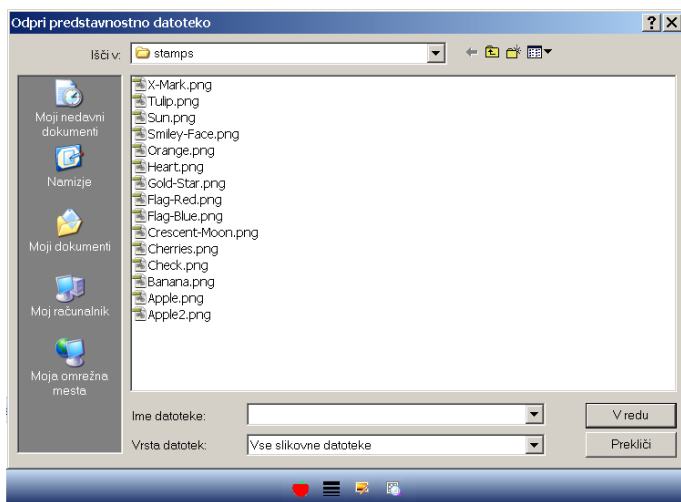 Odpri predstavnostno datoteko
Išči v:
stamps
Moji nedavni
dokumenti
Namizje
Moji dokumenti
Moj računalnik
Moja omrežna
mesta
X-Mark.png
Tulip.png
Sun.png
Smiley-Face.png
Orange.png
Heart.png
Gold-Star.png
Flag-Red.png
Flag-Blue.png
Crescent-Moon.png
Cherries.png
Check.png
Banana.png
Apple.png
Apple2.png
Ime datoteke:
V redu
Vrsta datotek:
Vse slikovne datoteke
Prekliči